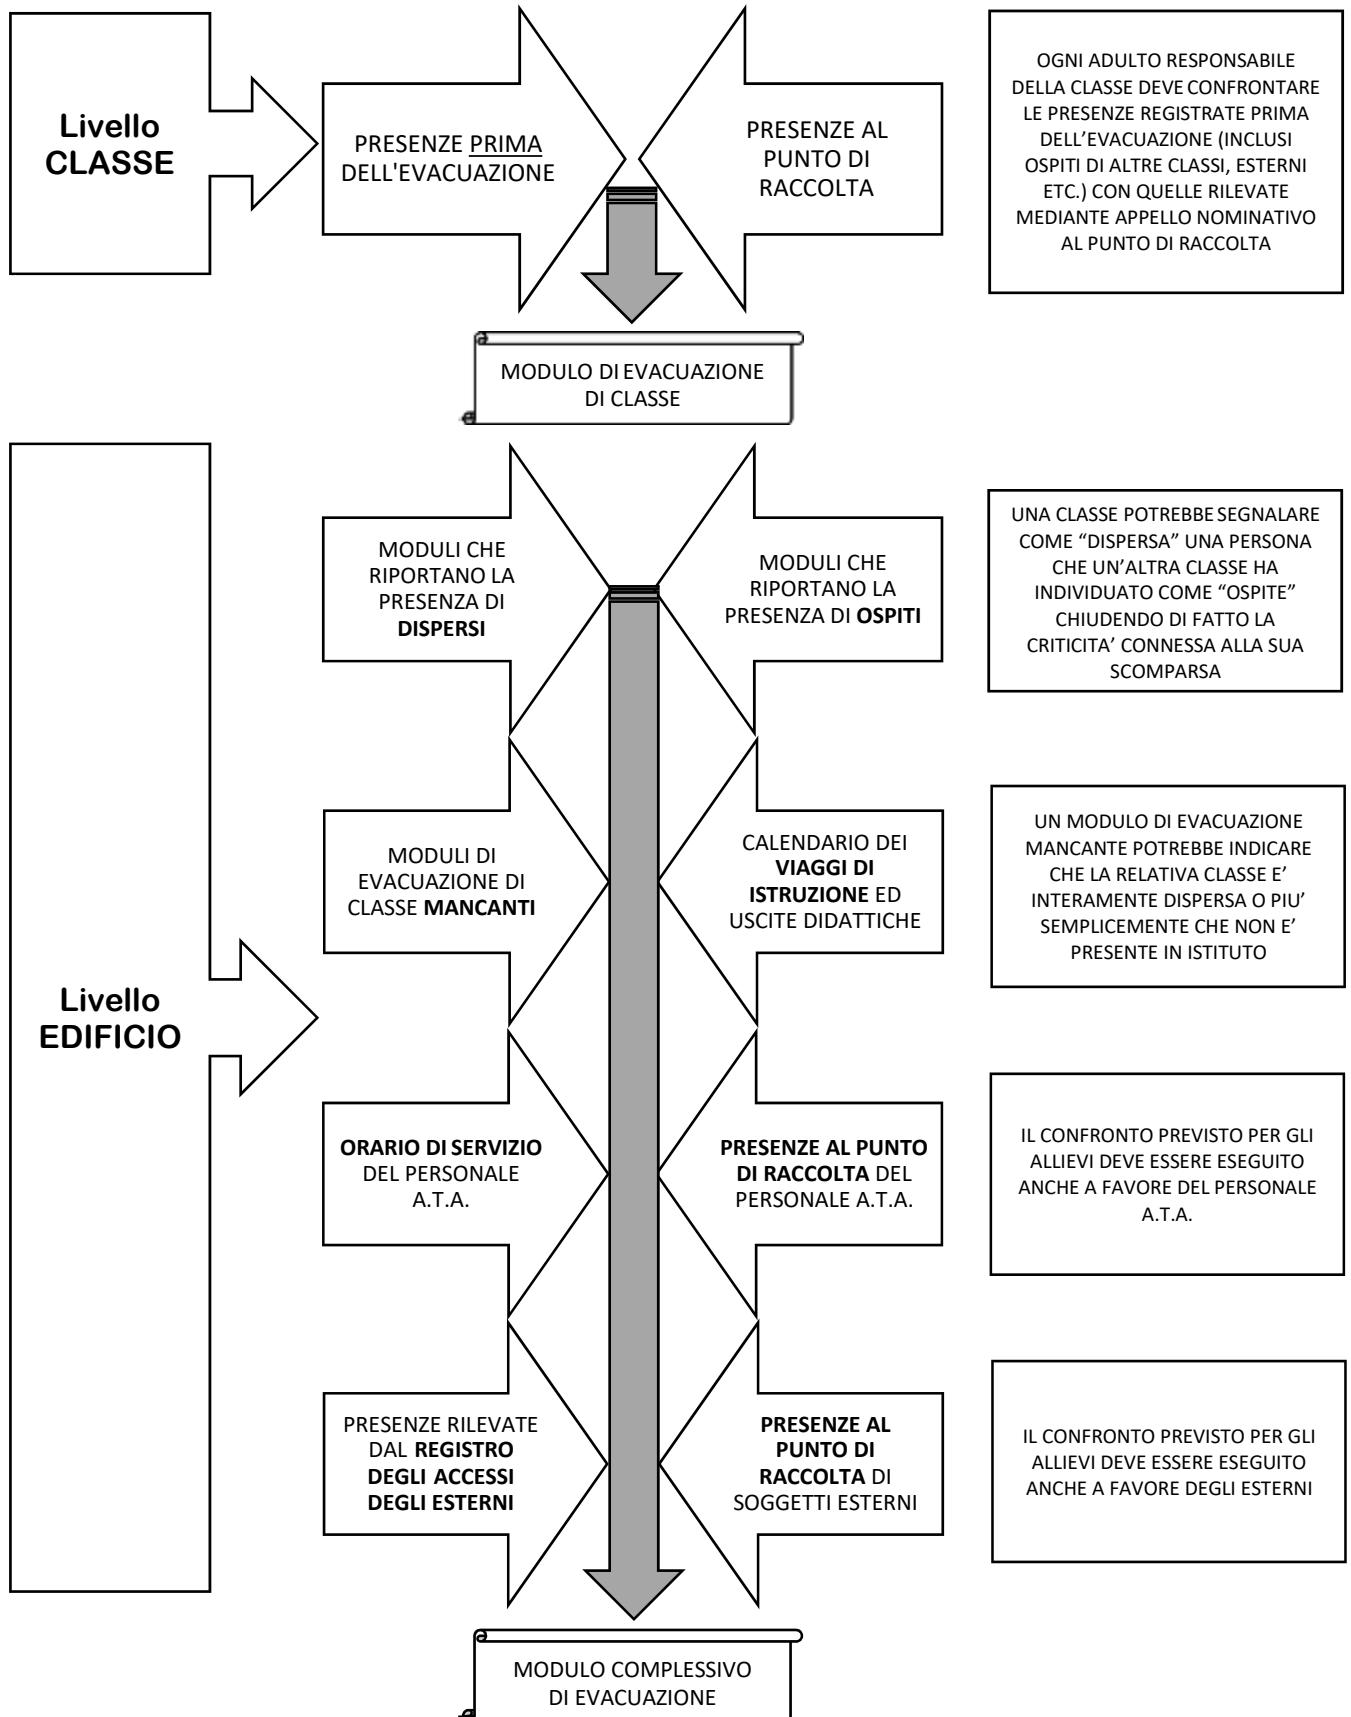 Livello
CLASSE
PRESENZE PRIMA
DELL'EVACUAZIONE
PRESENZE AL
PUNTO DI
RACCOLTA
OGNI ADULTO RESPONSABILE
DELLA CLASSE DEVE CONFRONTARE
LE PRESENZE REGISTRATE PRIMA
DELL’EVACUAZIONE (INCLUSI
OSPITI DI ALTRE CLASSI, ESTERNI
ETC.) CON QUELLE RILEVATE
MEDIANTE APPELLO NOMINATIVO
AL PUNTO DI RACCOLTA
MODULO DI EVACUAZIONE
DI CLASSE
Livello
EDIFICIO
MODULI CHE
RIPORTANO LA
PRESENZA DI
DISPERSI
MODULI CHE
RIPORTANO LA
PRESENZA DI OSPITI
UNA CLASSE POTREBBE SEGNALARE
COME “DISPERSA” UNA PERSONA
CHE UN’ALTRA CLASSE HA
INDIVIDUATO COME “OSPITE”
CHIUDENDO DI FATTO LA
CRITICITA’ CONNESSA ALLA SUA
SCOMPARSA
MODULI DI
EVACUAZIONE DI
CLASSE MANCANTI
CALENDARIO DEI
VIAGGI DI
ISTRUZIONE ED
USCITE DIDATTICHE
UN MODULO DI EVACUAZIONE
MANCANTE POTREBBE INDICARE
CHE LA RELATIVA CLASSE E’
INTERAMENTE DISPERSA O PIU’
SEMPLICEMENTE CHE NON E’
PRESENTE IN ISTITUTO
ORARIO DI SERVIZIO
DEL PERSONALE
A.T.A.
PRESENZE AL PUNTO
DI RACCOLTA DEL
PERSONALE A.T.A.
IL CONFRONTO PREVISTO PER GLI
ALLIEVI DEVE ESSERE ESEGUITO
ANCHE A FAVORE DEL PERSONALE
A.T.A.
PRESENZE RILEVATE
DAL REGISTRO
DEGLI ACCESSI
DEGLI ESTERNI
PRESENZE AL
PUNTO DI
RACCOLTA DI
SOGGETTI ESTERNI
IL CONFRONTO PREVISTO PER GLI
ALLIEVI DEVE ESSERE ESEGUITO
ANCHE A FAVORE DEGLI ESTERNI
MODULO COMPLESSIVO
DI EVACUAZIONE